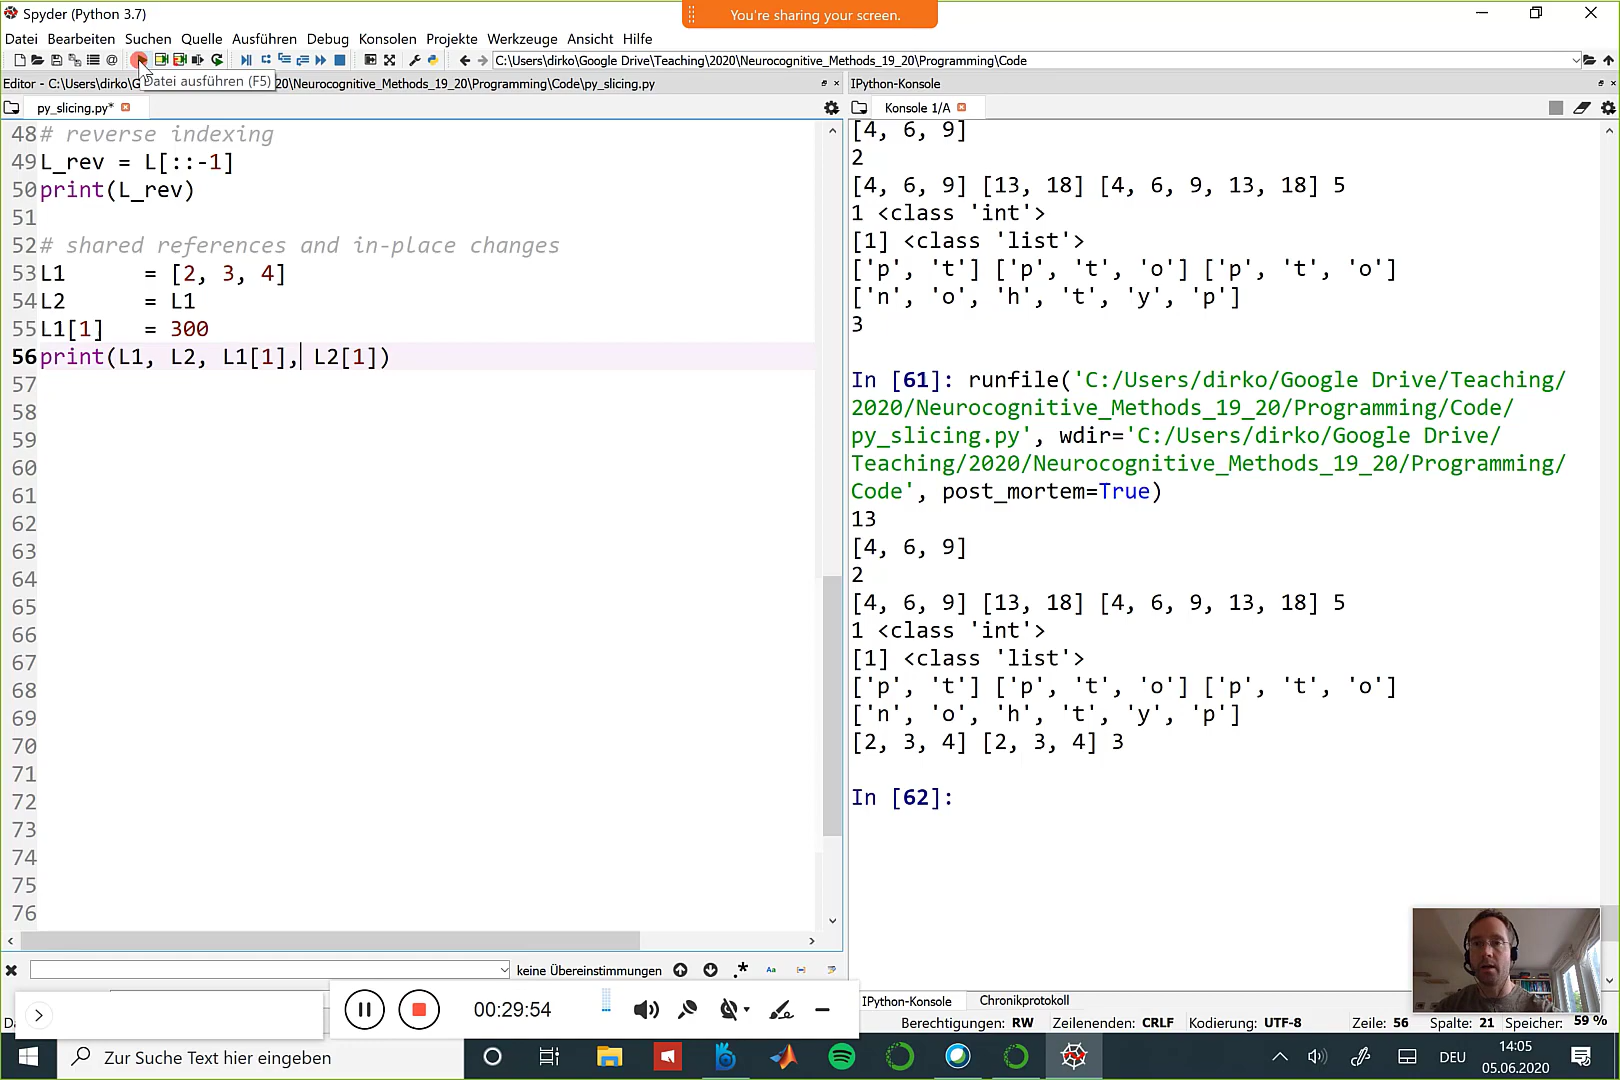 Spyder (Python 3.7)
You're sharing your screen.
Datei Bearbeiten Suchen Quelle Ausführen Debug Konsolen Projekte Werkzeuge Ansicht Hilfe
C:\Users\dirko\Google Drive\Teaching\2020\Neurocognitive_Methods_19_20\Programming\Code
Datei ausführen (F5)
Editor - C:\Users\dirko\G 20\Neurocognitive_Methods_19_20\Programming\Code\py_slicing.py
py_slicing.py*
48 # reverse indexing
49 L_rev = L[::-1]
50 print(L_rev)
51
52 # shared references and in-place changes
53 L1 = [2, 3, 4]
54 L2 = L1
55 L1[1] = 300
56 print(L1, L2, L1[1], L2[1])
57
58
59
60
61
62
63
64
65
66
67
68
69
70
71
72
73
74
75
76
keine Übereinstimmungen
Aa
00:29:54
IPython-Konsole
Konsole 1/A
[4, 6, 9]
2
[4, 6, 9] [13, 18] [4, 6, 9, 13, 18] 5
1 <class 'int'>
[1] <class 'list'>
['p', 't'] ['p', 't', 'o'] ['p', 't', 'o']
['n', 'o', 'h', 't', 'y', 'p']
3
In [61]: runfile('C:/Users/dirko/Google Drive/Teaching/
2020/Neurocognitive_Methods_19_20/Programming/Code/
py_slicing.py', wdir='C:/Users/dirko/Google Drive/
Teaching/2020/Neurocognitive_Methods_19_20/Programming/
Code', post_mortem=True)
13
[4, 6, 9]
2
[4, 6, 9] [13, 18] [4, 6, 9, 13, 18] 5
1 <class 'int'>
[1] <class 'list'>
['p', 't'] ['p', 't', 'o'] ['p', 't', 'o']
['n', 'o', 'h', 't', 'y', 'p']
[2, 3, 4] [2, 3, 4] 3
In [62]:
IPython-Konsole Chronikprotokoll
Berechtigungen: RW Zeilenenden: CRLF Kodierung: UTF-8 Zeile: 56 Spalte: 21 Speicher: 59 %
Zur Suche Text hier eingeben
DEU
14:05
05.06.2020